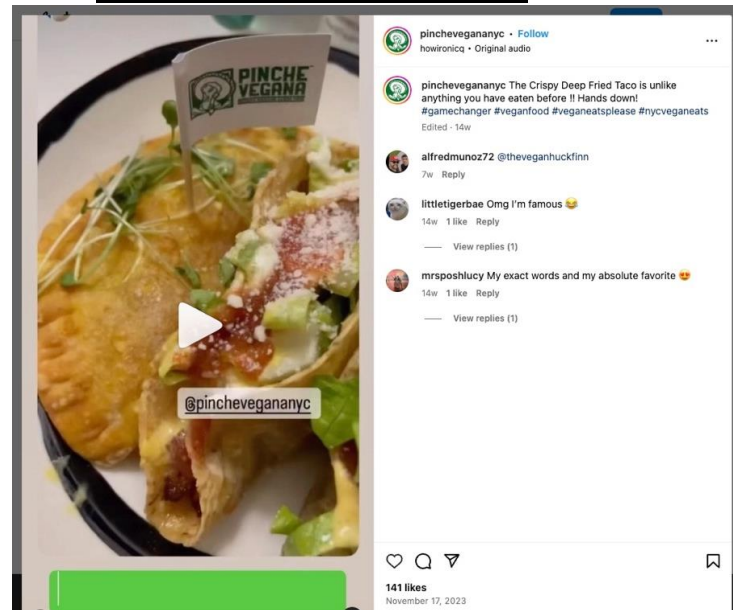 PINCHE
VEGANA
@pinchevegananyc
pinchevegananyc • Follow
howironicq • Original audio
pinchevegananyc The Crispy Deep Fried Taco is unlike
anything you have eaten before !! Hands down!
#gamechanger #veganfood #veganeatsplease #nycveganeats
Edited · 14w
alfredmunoz72 @theveganhuckfinn
7w Reply
littletigerbae Omg I'm famous 😂
14w 1 like Reply
View replies (1)
mrsposhlucy My exact words and my absolute favorite 😍
14w 1 like Reply
View replies (1)
141 likes
November 17, 2023